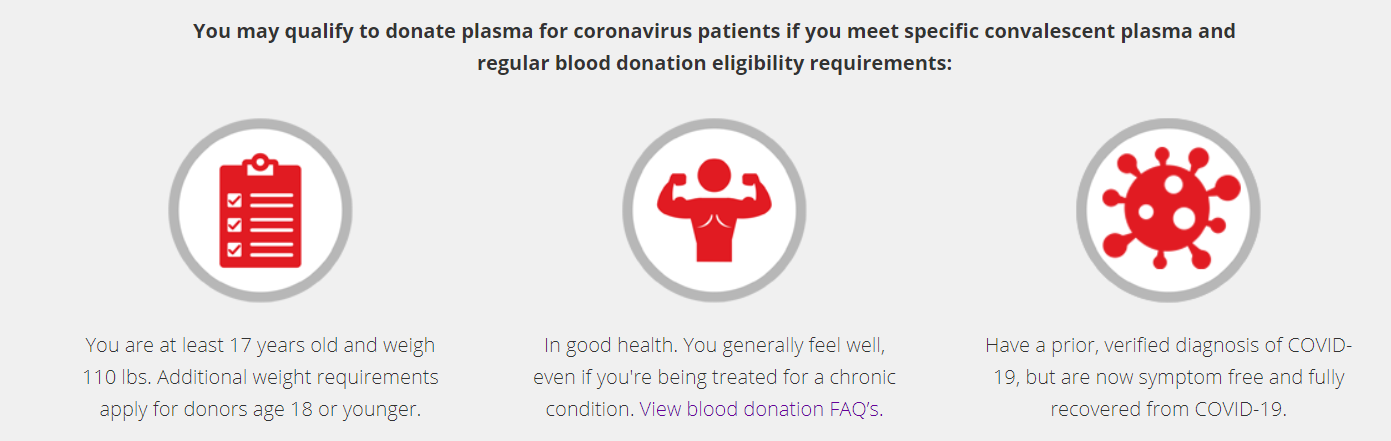 You may qualify to donate plasma for coronavirus patients if you meet specific convalescent plasma and
regular blood donation eligibility requirements:
You are at least 17 years old and weigh
110 lbs. Additional weight requirements
apply for donors age 18 or younger.
In good health. You generally feel well,
even if you're being treated for a chronic
condition. View blood donation FAQ's.
Have a prior, verified diagnosis of COVID-
19, but are now symptom free and fully
recovered from COVID-19.